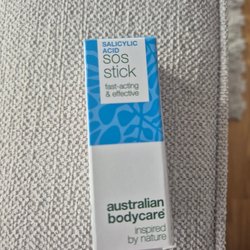 SALICYLIC
ACID
sos
stick
fast-acting
& effective
australian
bodycare®
inspired
by nature